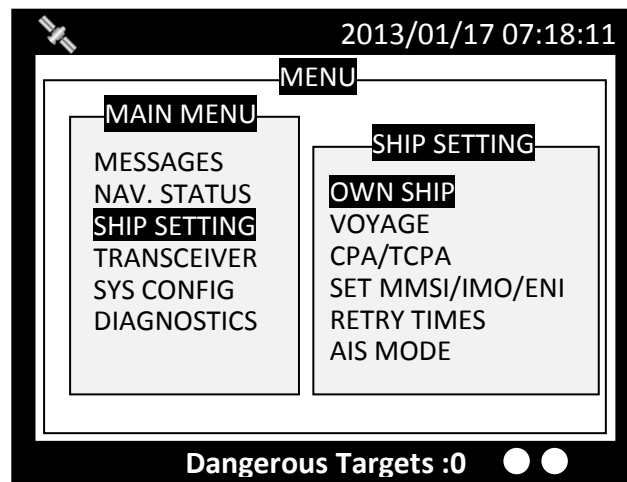 2013/01/17 07:18:11
MENU
MAIN MENU
MESSAGES
NAV. STATUS
SHIP SETTING
TRANSCEIVER
SYS CONFIG
DIAGNOSTICS
SHIP SETTING
OWN SHIP
VOYAGE
CPA/TCPA
SET MMSI/IMO/ENI
RETRY TIMES
AIS MODE
Dangerous Targets :0